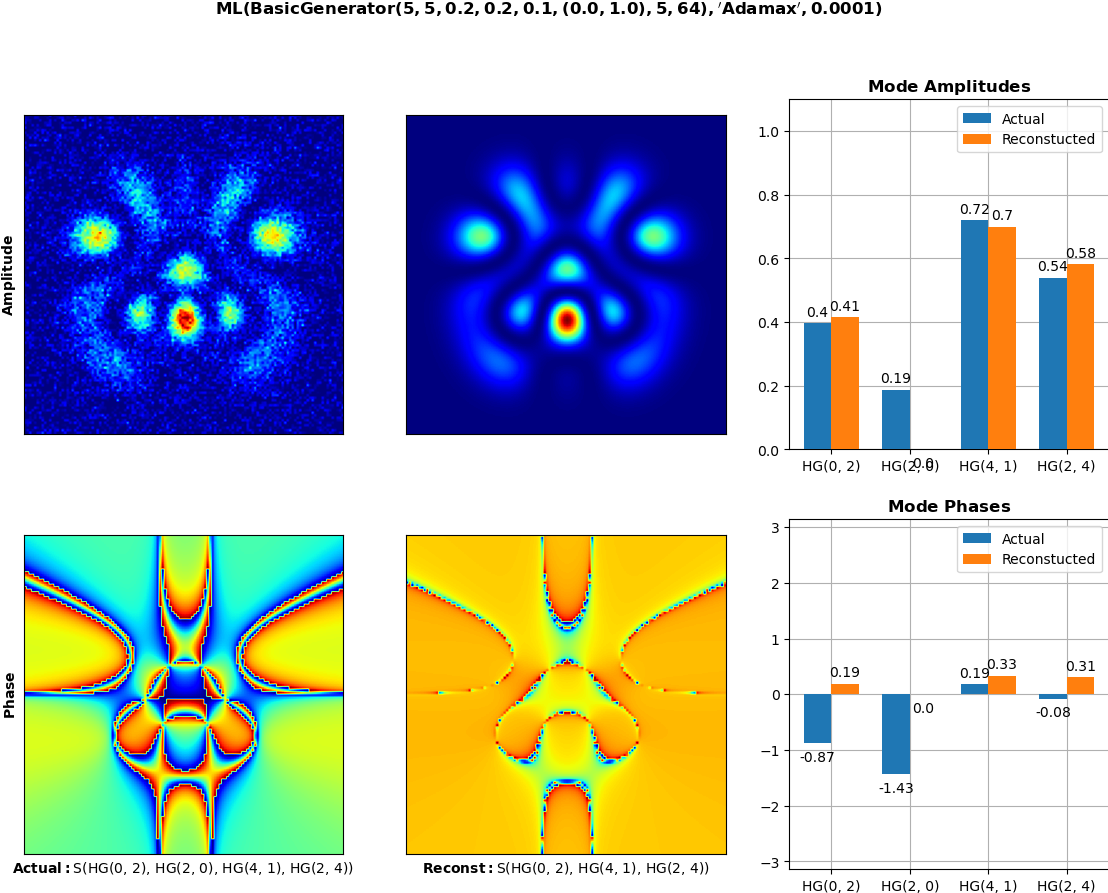 ML(BasicGenerator(5, 5, 0.2, 0.2, 0.1, (0.0, 1.0), 5, 64), ′Adamax′, 0.0001)
Amplitude
Mode Amplitudes
Actual
Reconstucted
1.0
0.8
0.6
0.4
0.2
0.0
0.4
0.41
0.19
0.0
0.72
0.7
0.54
0.58
HG(0, 2)
HG(2, 0)
HG(4, 1)
HG(2, 4)
Phase
Actual: S(HG(0, 2), HG(2, 0), HG(4, 1), HG(2, 4))
Reconst: S(HG(0, 2), HG(4, 1), HG(2, 4))
Mode Phases
Actual
Reconstucted
3
2
1
0
−1
−2
−3
-0.87
0.19
-1.43
0.0
0.19
0.33
-0.08
0.31
HG(0, 2)
HG(2, 0)
HG(4, 1)
HG(2, 4)